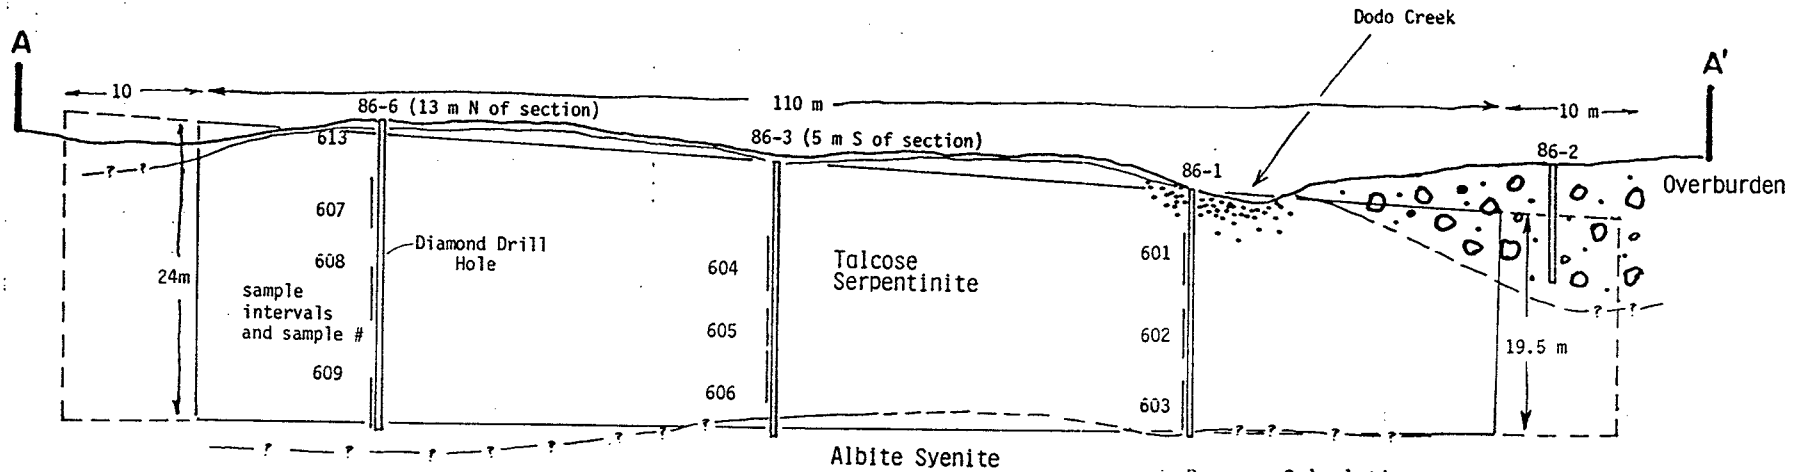 Dodo Creek
A
A'
10
110 m
10 m
86-6 (13 m N of section)
613
86-3 (5 m S of section)
86-2
86-1
Overburden
? ?
607
Diamond Drill
Hole
601
608
604
Talcose
Serpentinite
24m
sample
intervals
and sample #
? ?
605
602
19.5 m
609
606
603
? ? ? ? ? ? ?
? ? ? ?
Albite Syenite